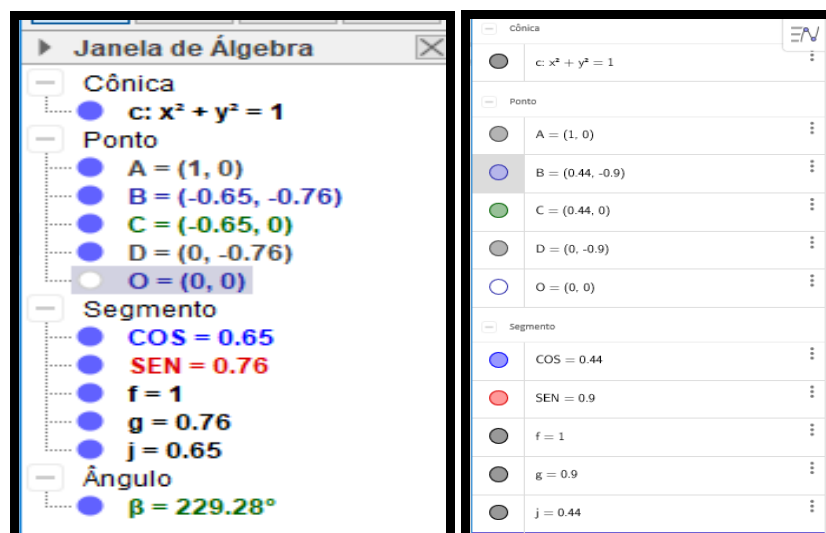 Janela de Álgebra
Cônica
c: x² + y² = 1
Ponto
A = (1, 0)
B = (-0.65, -0.76)
C = (-0.65, 0)
D = (0, -0.76)
O = (0, 0)
Segmento
COS = 0.65
SEN = 0.76
f = 1
g = 0.76
j = 0.65
Ângulo
β = 229.28°
Cônica
c: x² + y² = 1
Ponto
A = (1, 0)
B = (0.44, -0.9)
C = (0.44, 0)
D = (0, -0.9)
O = (0, 0)
Segmento
COS = 0.44
SEN = 0.9
f = 1
g = 0.9
j = 0.44